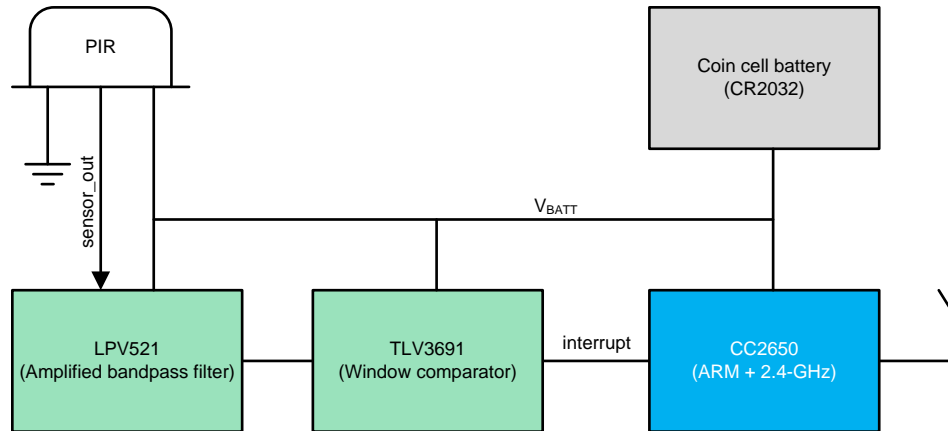 PIR
Coin cell battery
(CR2032)
sensor_out
VBATT
LPV521
(Amplified bandpass filter)
TLV3691
(Window comparator)
interrupt
CC2650
(ARM + 2.4-GHz)